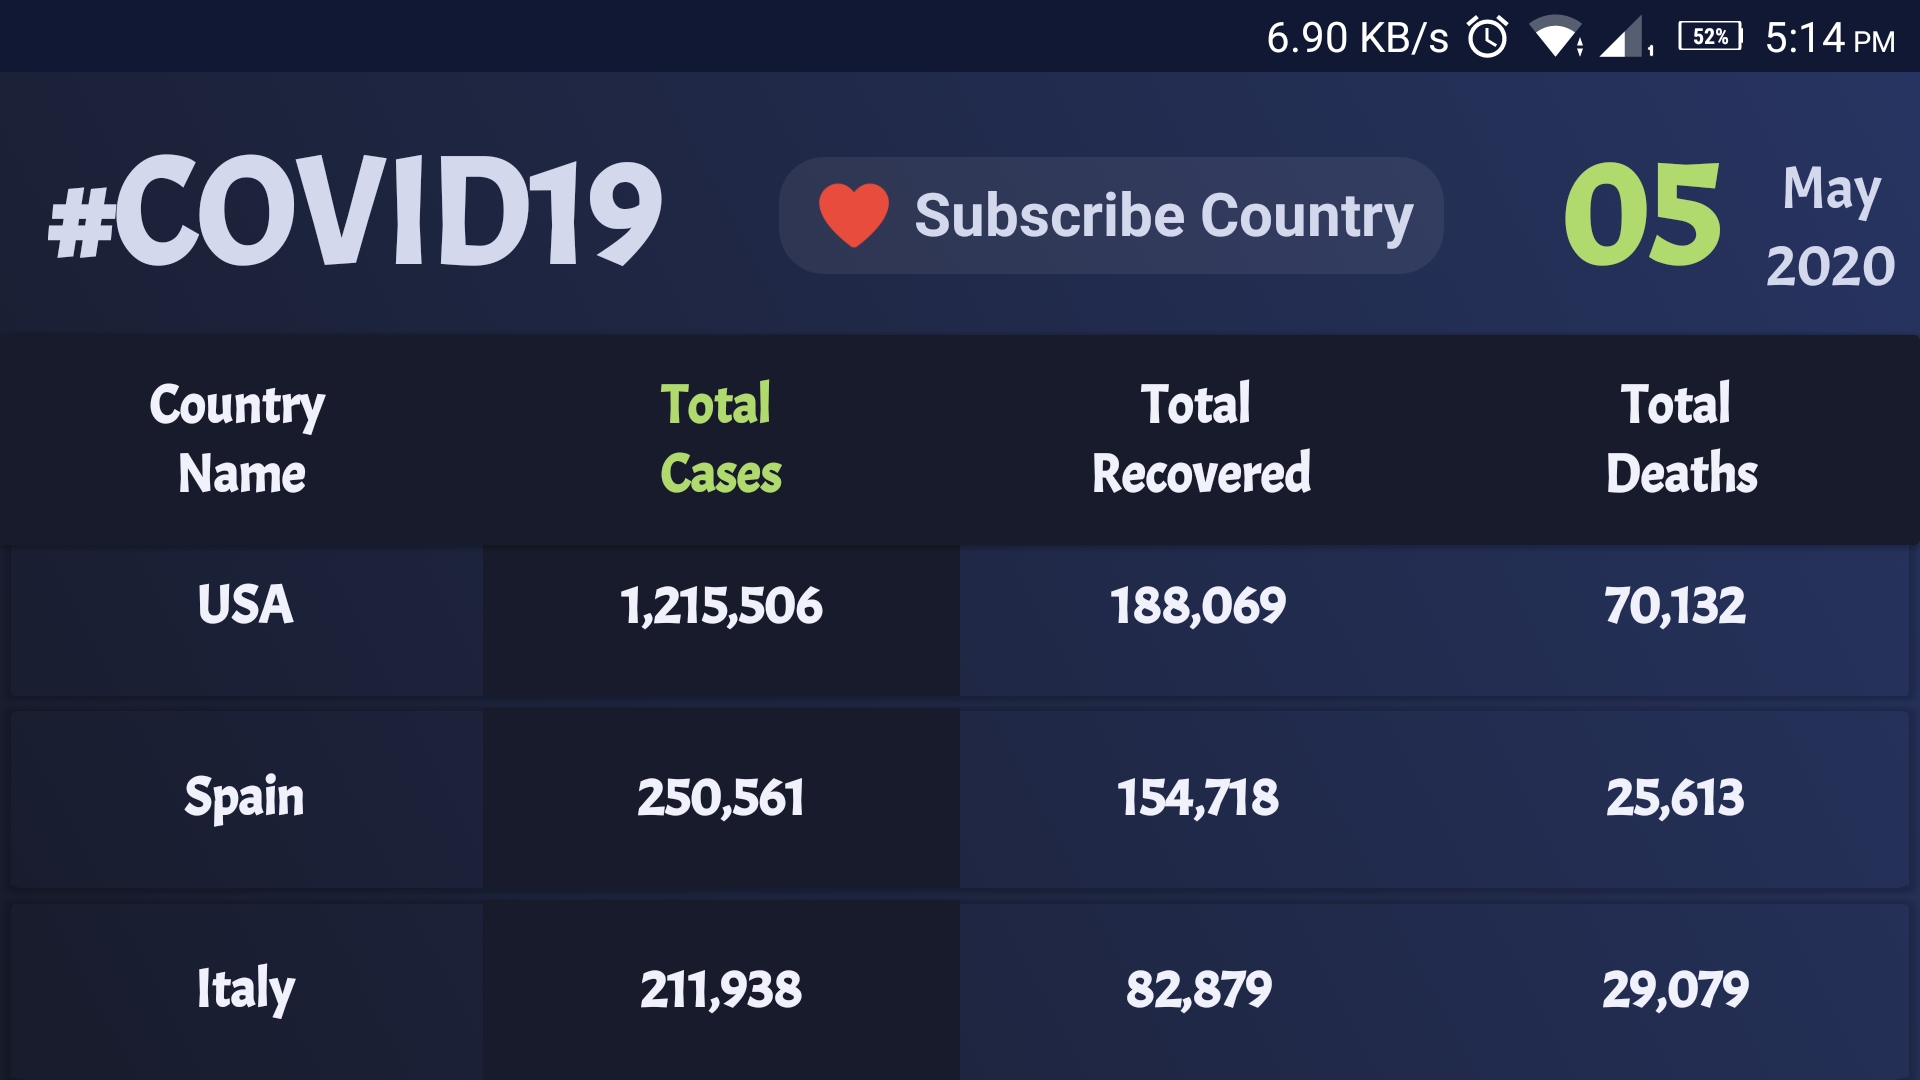 6.90 KB/s 1 52% 5:14 PM
#COVID19 Subscribe Country 05 May 2020
Country Name Total Cases Total Recovered Total Deaths
USA 1,215,506 188,069 70,132
Spain 250,561 154,718 25,613
Italy 211,938 82,879 29,079